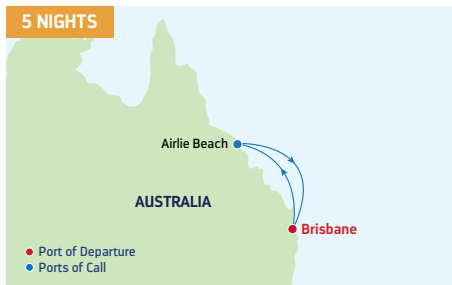 5 NIGHTS
Airlie Beach
AUSTRALIA
Brisbane
Port of Departure
Ports of Call